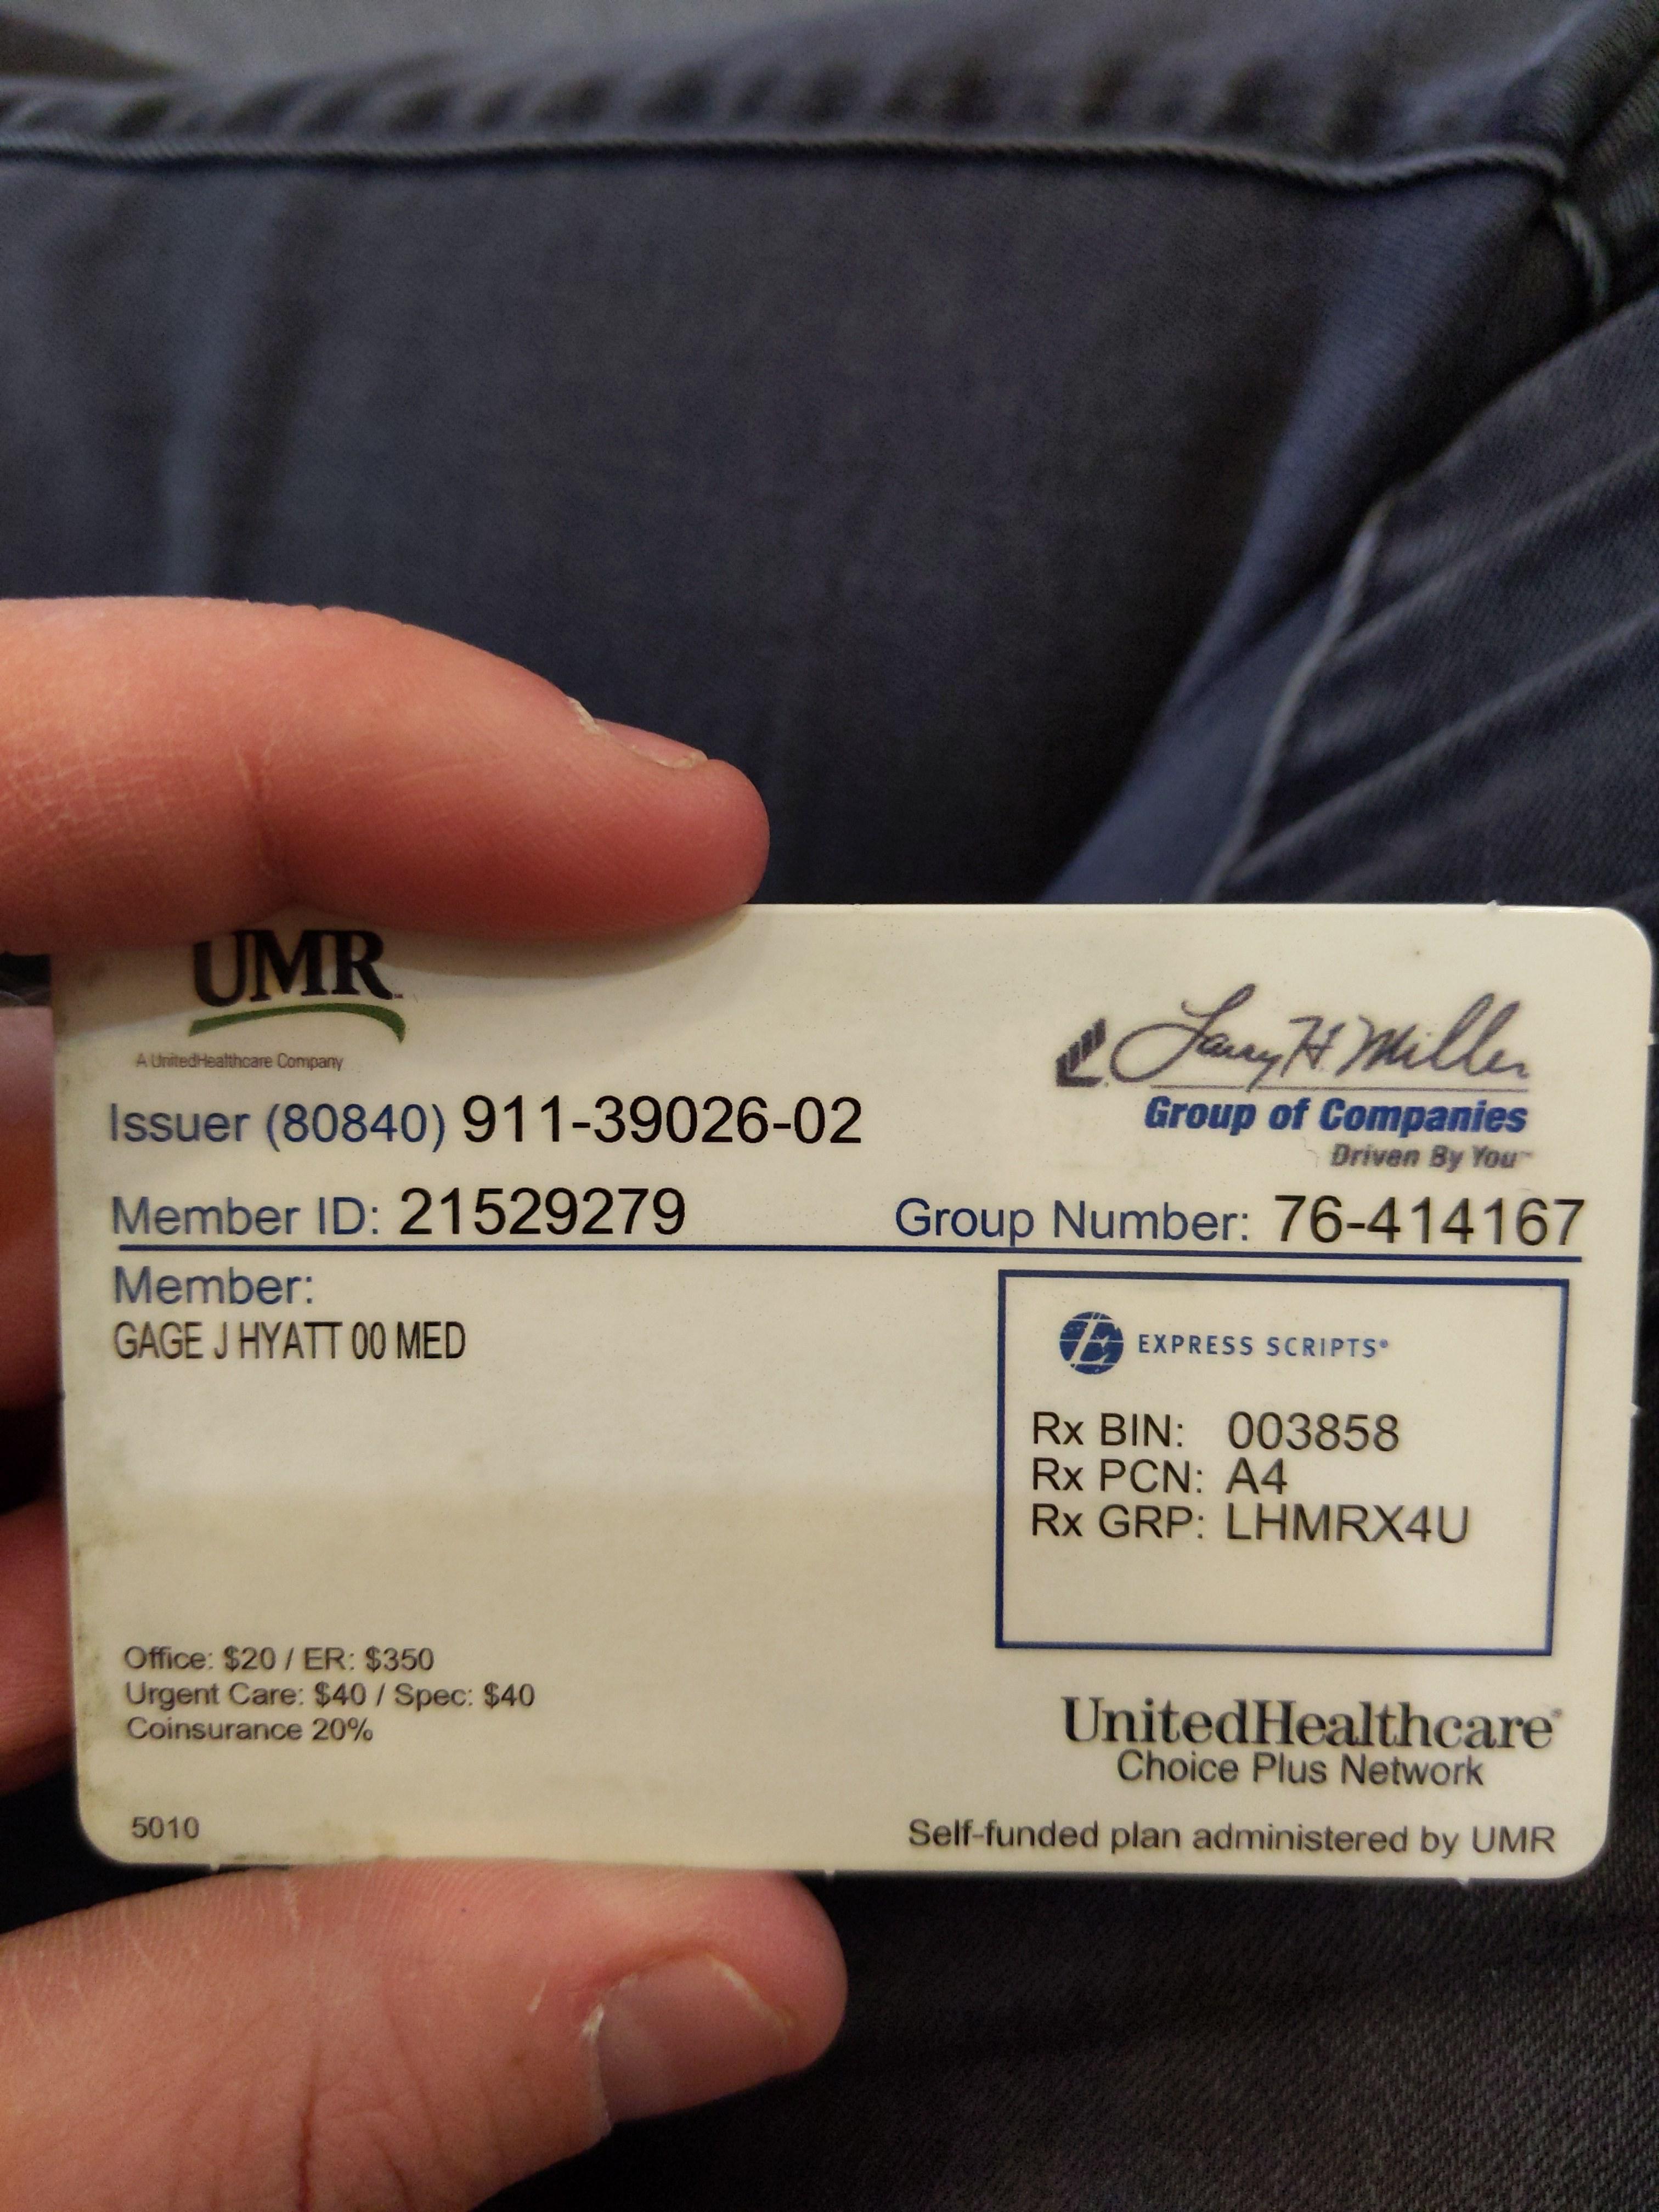 UMR
A UnitedHealthcare Company
Larry H. Miller
Group of Companies
Driven By You™
Issuer (80840) 911-39026-02
Member ID: 21529279
Group Number: 76-414167
Member:
GAGE J HYATT 00 MED
EXPRESS SCRIPTS®
Rx BIN: 003858
Rx PCN: A4
Rx GRP: LHMRX4U
Office: $20 / ER: $350
Urgent Care: $40 / Spec: $40
Coinsurance 20%
UnitedHealthcare®
Choice Plus Network
5010
Self-funded plan administered by UMR